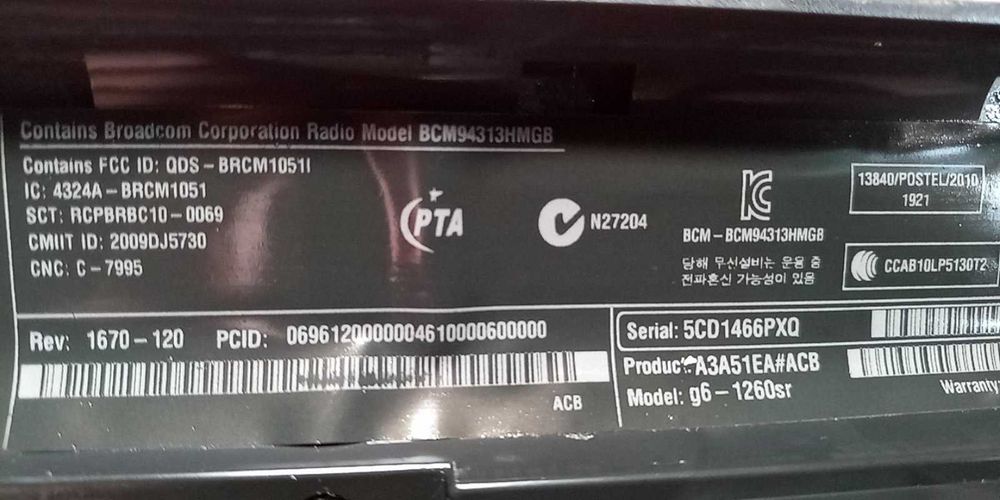 Contains Broadcom Corporation Radio Model BCM94313HMGB
Contains FCC ID: QDS – BRCM1051I
IC: 4324A – BRCM1051
SCT: RCPBRBC10 – 0069
CMIIT ID: 2009DJ5730
CNC: C – 7995
PTA
N27204
BCM – BCM94313HMGB
당해 무선설비는 운용 중
전파혼신 가능성이 있음
13840/POSTEL/2010
1921
CCAB10LP5130T2
Rev: 1670 – 120 PCID: 0696120000004610000600000
ACB
Serial: 5CD1466PXQ
Product A3A51EA#ACB
Model: g6 – 1260sr
Warranty: